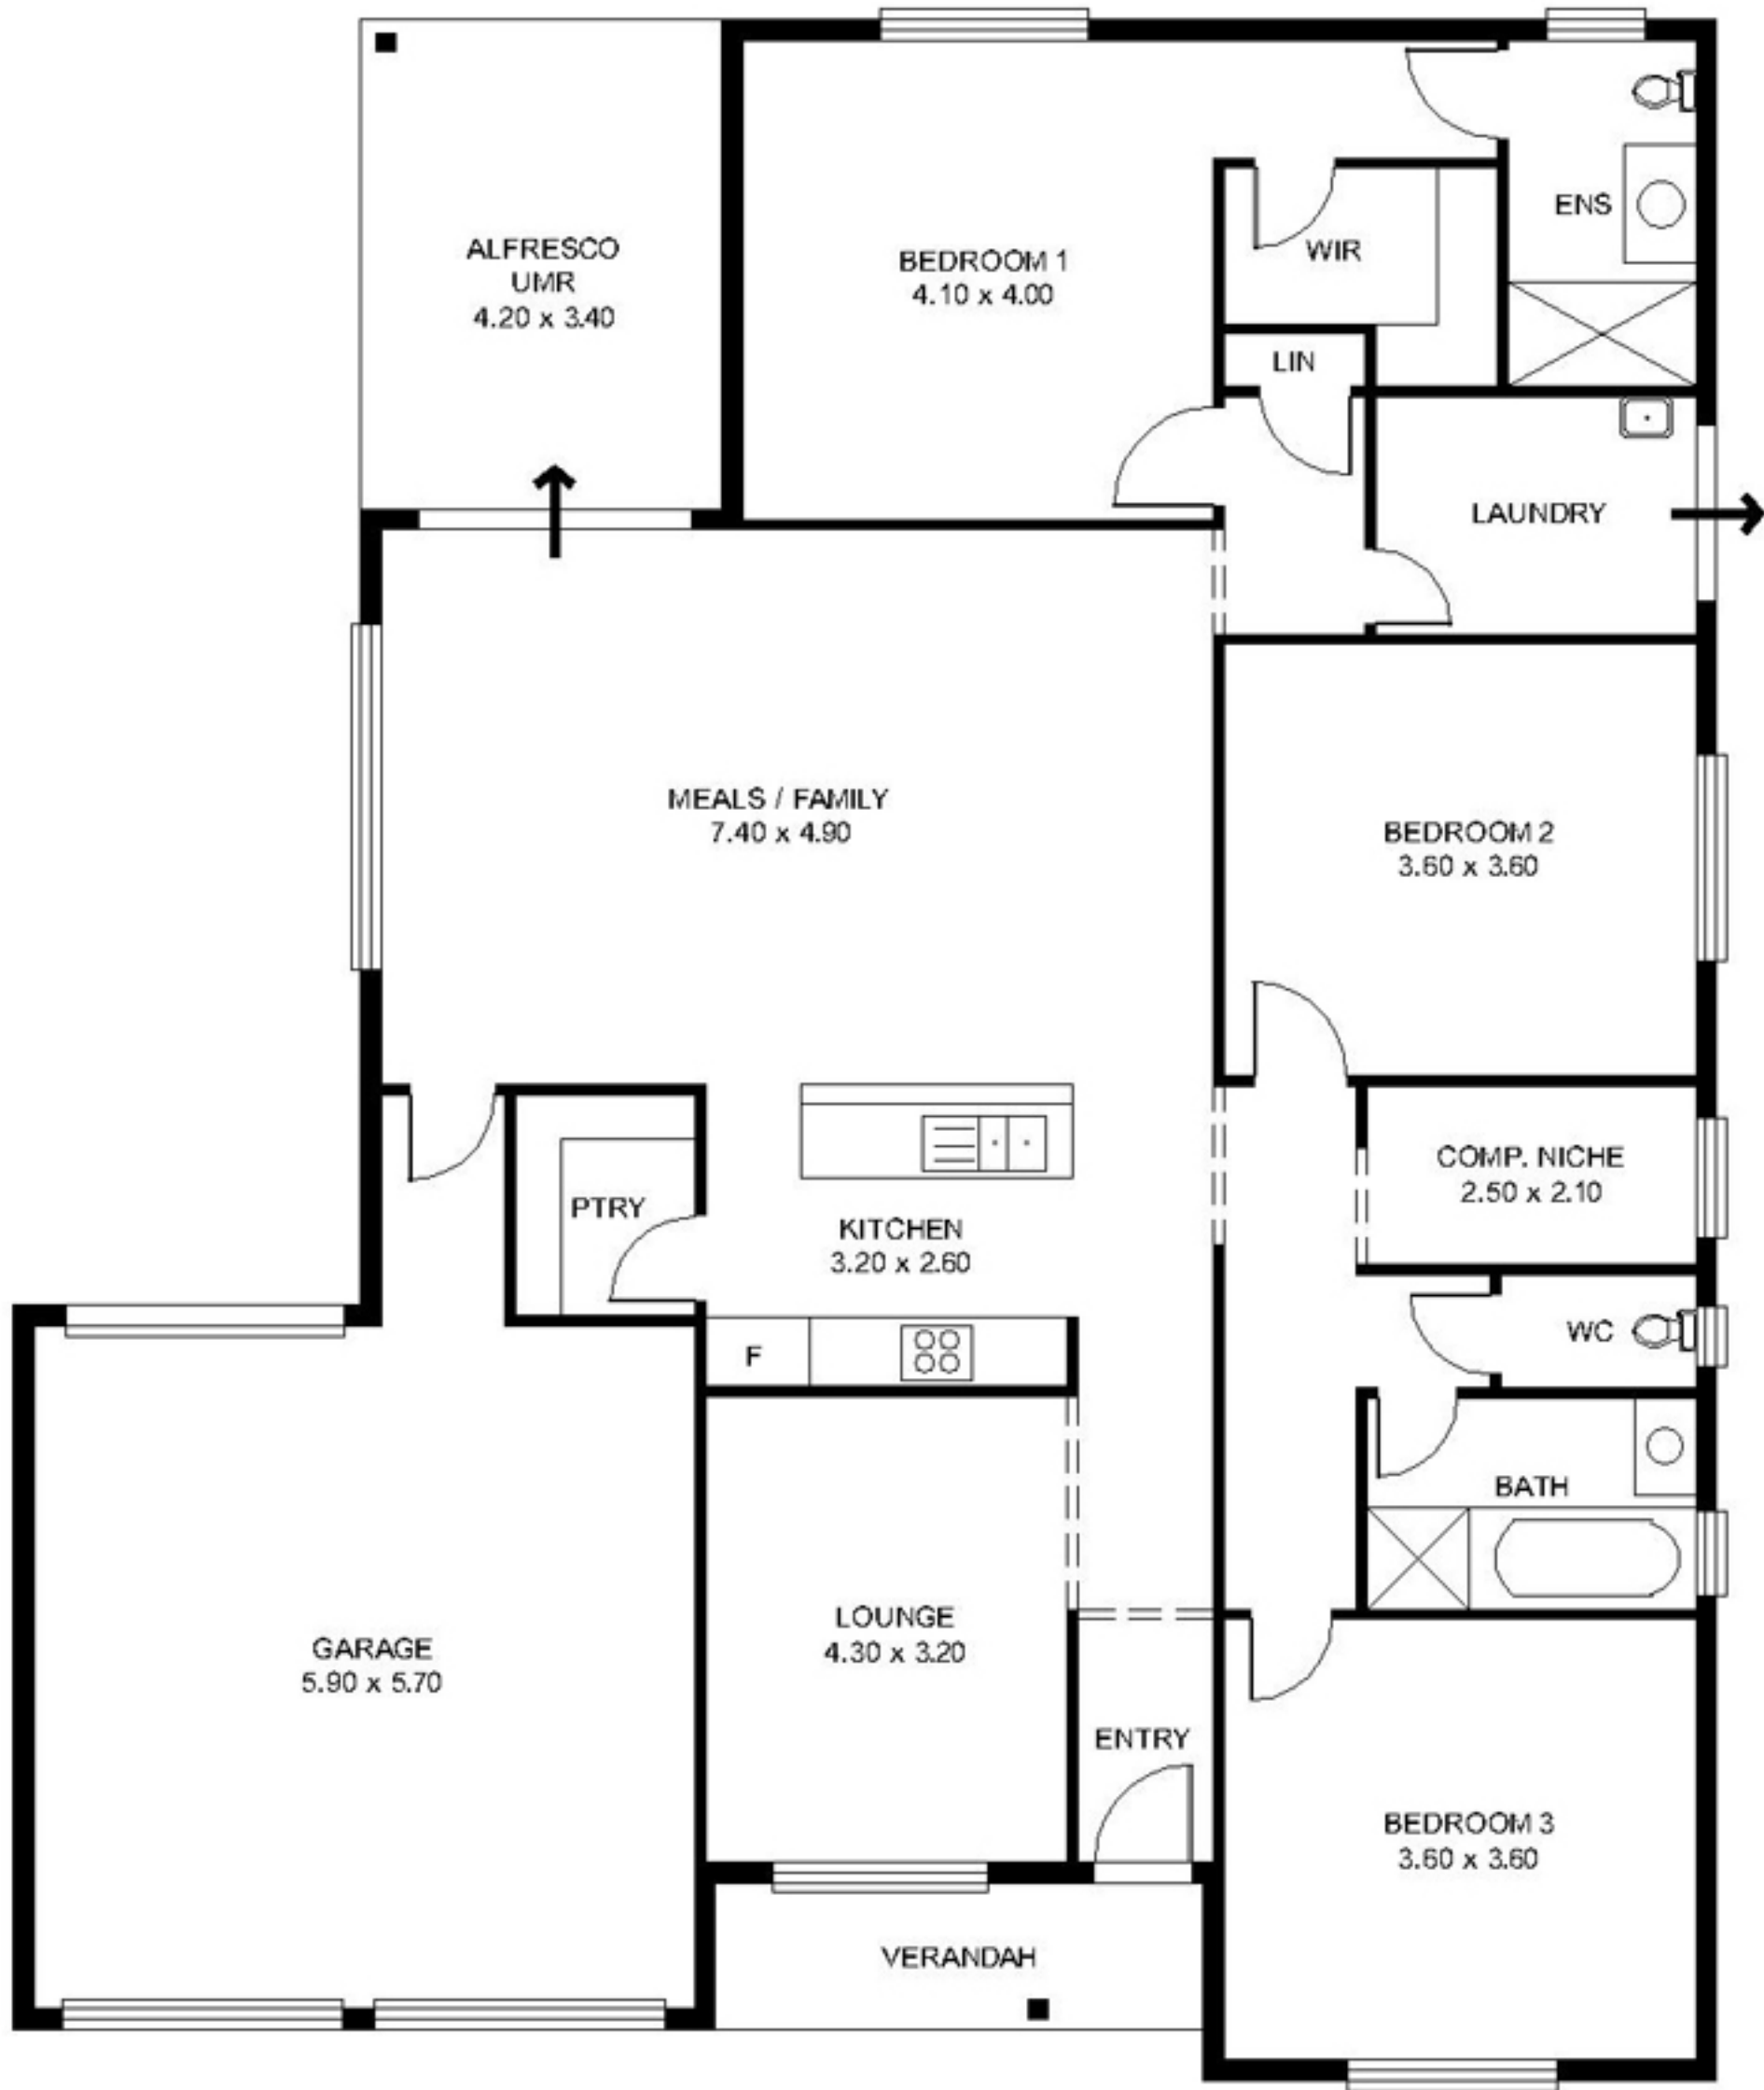 ALFRESCO
UMR
4.20 x 3.40
BEDROOM 1
4.10 x 4.00
WIR
ENS
LIN
LAUNDRY
MEALS / FAMILY
7.40 x 4.90
BEDROOM 2
3.60 x 3.60
COMP. NICHE
2.50 x 2.10
PTRY
KITCHEN
3.20 x 2.60
WC
F
BATH
LOUNGE
4.30 x 3.20
GARAGE
5.90 x 5.70
ENTRY
BEDROOM 3
3.60 x 3.60
VERANDAH